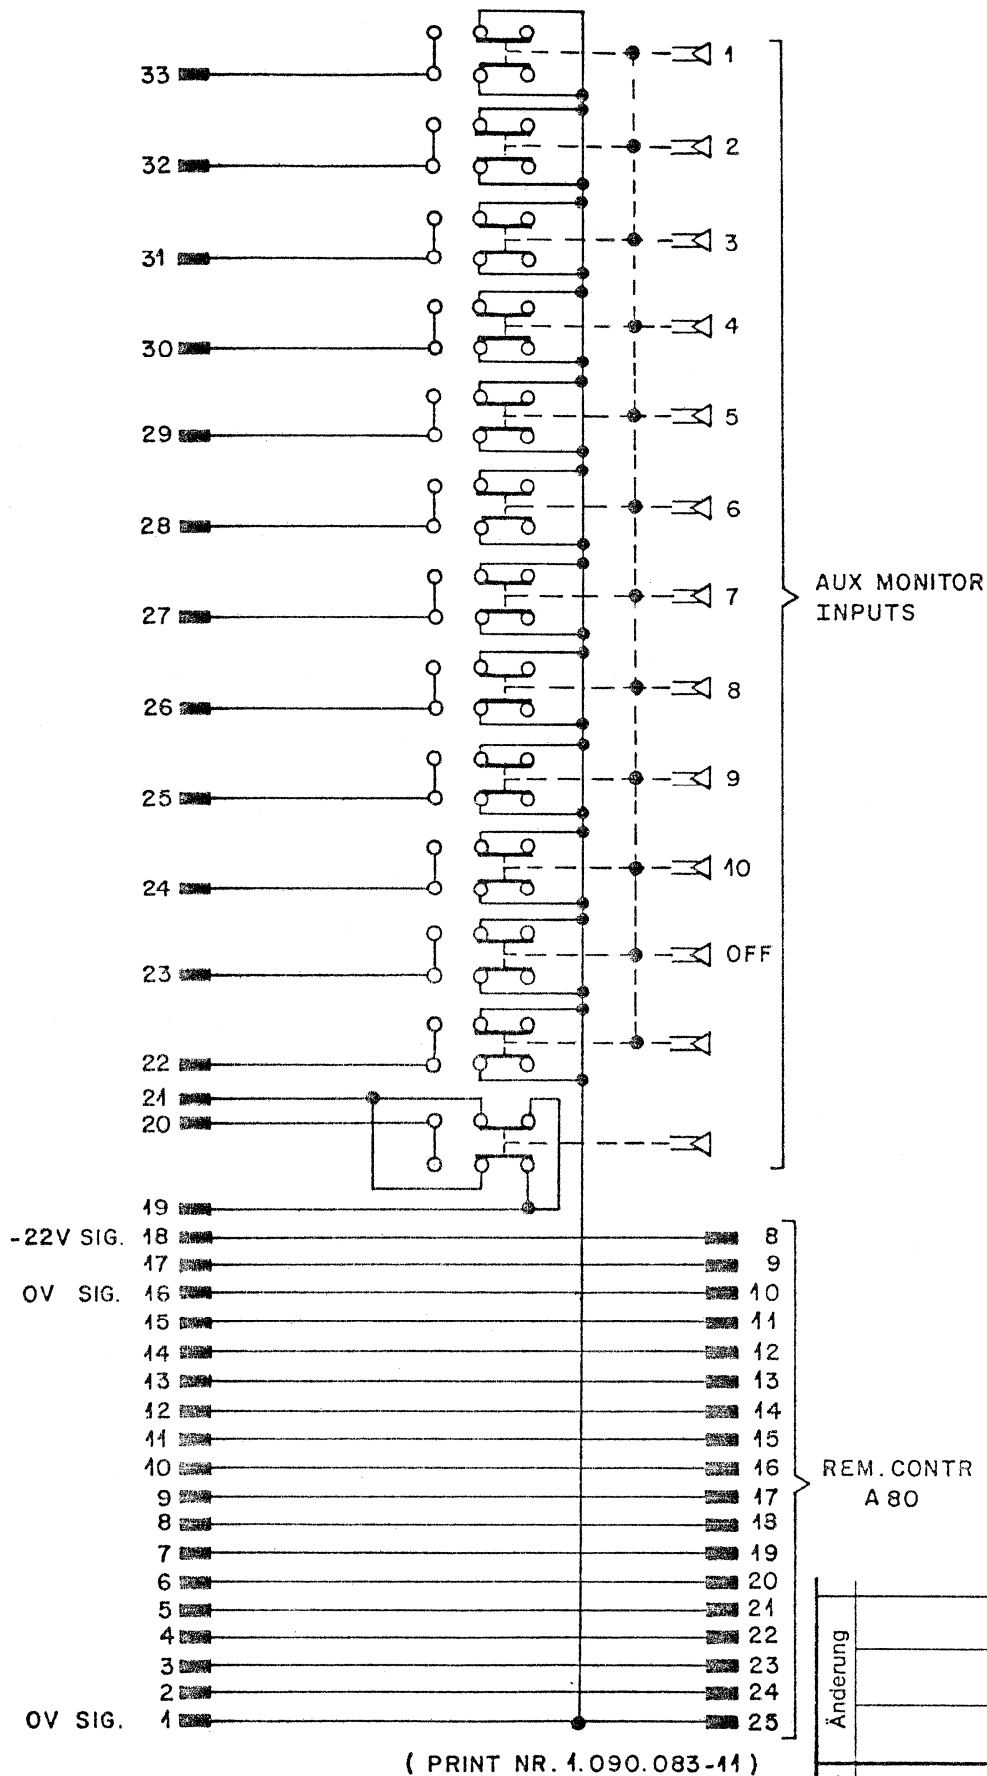 33 1
32 2
31 3
30 4
29 5
28 6
27 7
AUX MONITOR
INPUTS
26 8
25 9
24 10
23 OFF
22
21
20
19
-22V SIG. 18 8
17 9
0V SIG. 16 10
15 11
14 12
13 13
12 14
11 15
10 16
REM. CONTR
A 80
9 17
8 18
7 19
6 20
5 21
4 22
3 23
2 24
0V SIG. 1 25
Änderung
( PRINT NR. 1.090.083-11 )